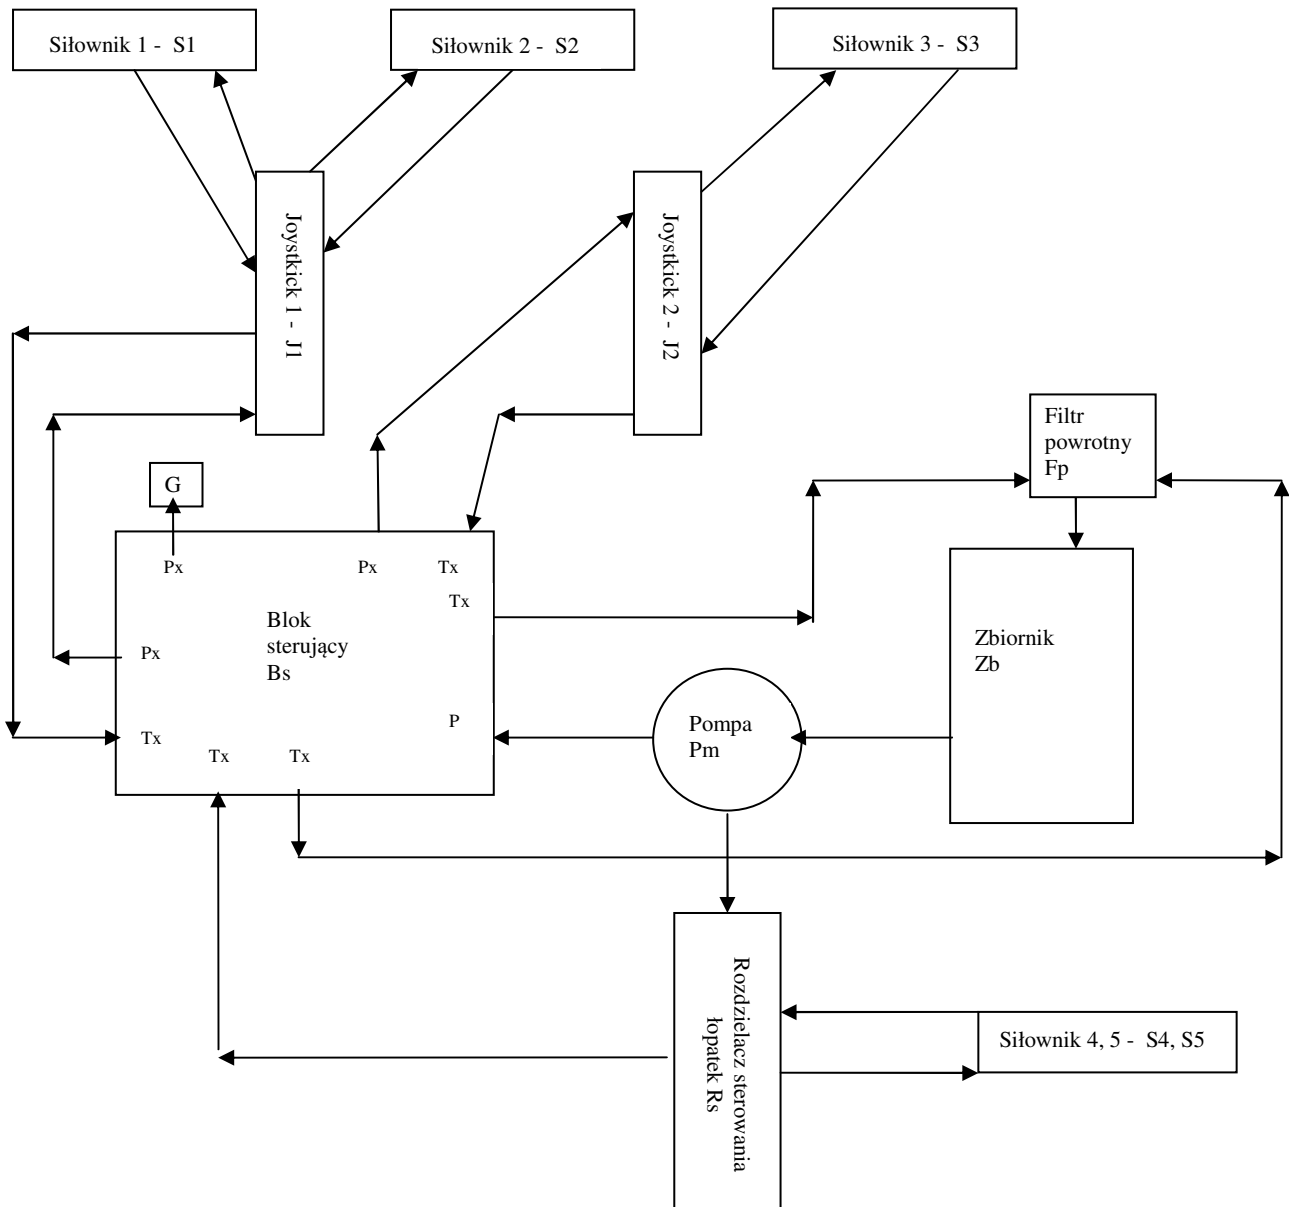 Siłownik 1 - S1
Siłownik 2 - S2
Siłownik 3 - S3
Joystkick 1 - J1
Joystkick 2 - J2
Filtr
powrotny
Fp
G
Px
Px
Tx
Tx
Blok
sterujący
Bs
Px
Zbiornik
Zb
P
Tx
Tx
Tx
Pompa
Pm
Rozdzielacz sterowania
łopatek Rs
Siłownik 4, 5 - S4, S5